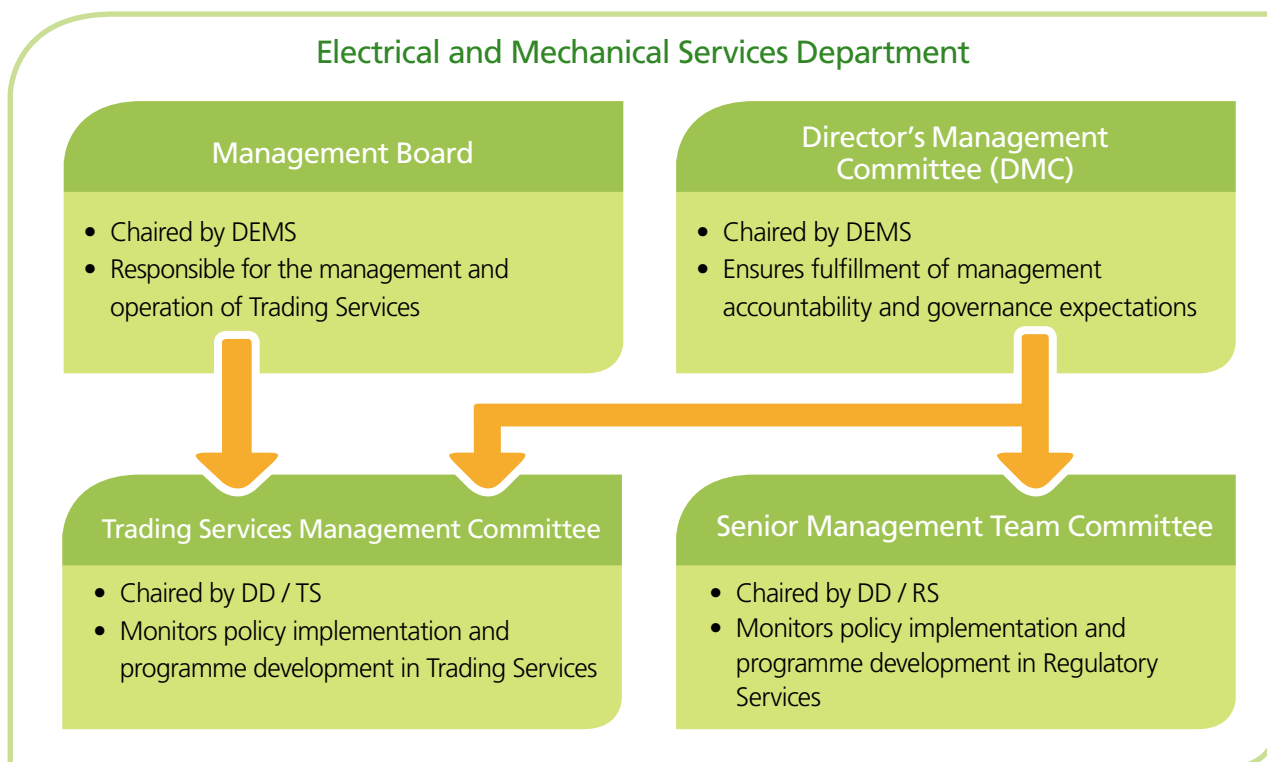 Electrical and Mechanical Services Department
Management Board
• Chaired by DEMS
• Responsible for the management and
operation of Trading Services
Director’s Management
Committee (DMC)
• Chaired by DEMS
• Ensures fulfillment of management
accountability and governance expectations
Trading Services Management Committee
• Chaired by DD / TS
• Monitors policy implementation and
programme development in Trading Services
Senior Management Team Committee
• Chaired by DD / RS
• Monitors policy implementation and
programme development in Regulatory
Services